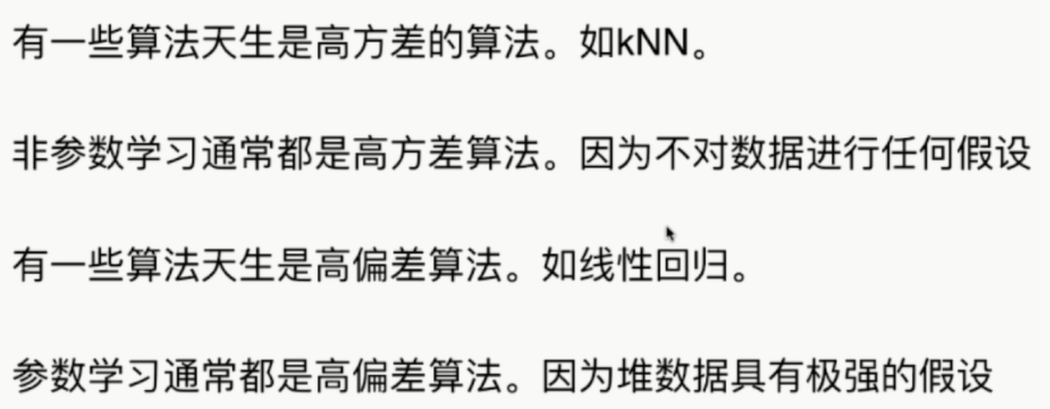 有一些算法天生是高方差的算法。如kNN。
非参数学习通常都是高方差算法。因为不对数据进行任何假设
有一些算法天生是高偏差算法。如线性回归。
参数学习通常都是高偏差算法。因为堆数据具有极强的假设